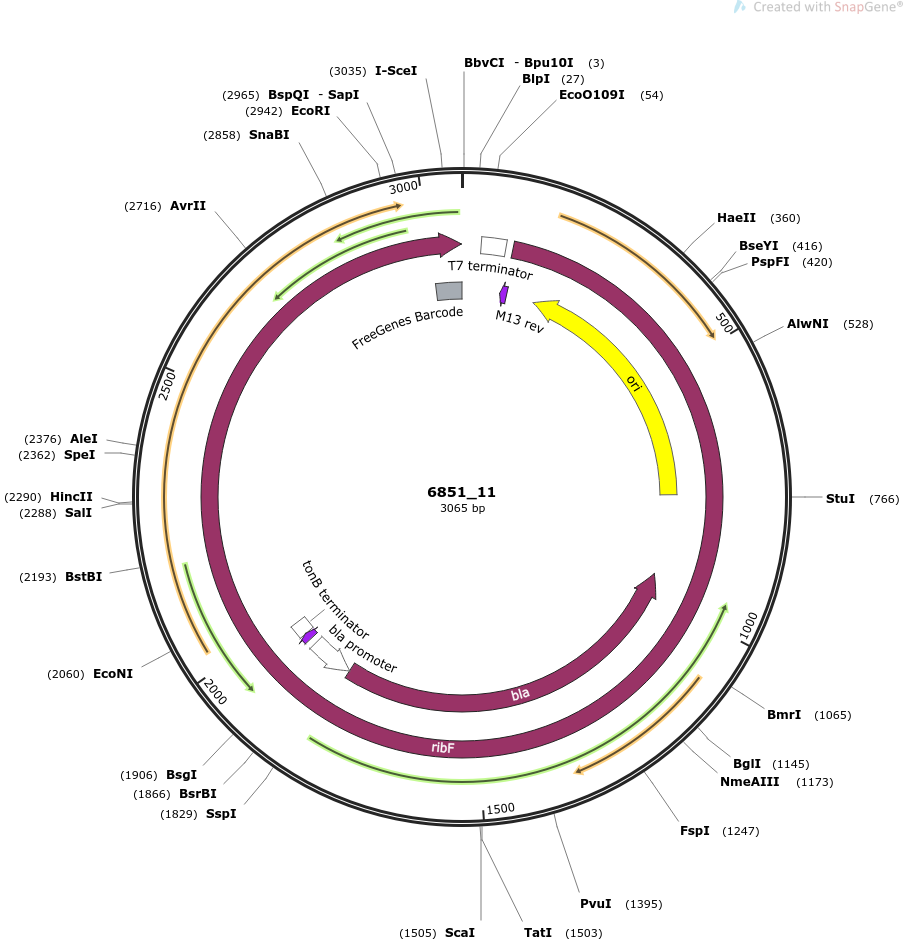 Created with SnapGene®
(3035) I-SceI
BbvCI - Bpu10I (3)
BlpI (27)
(2965) BspQI - SapI
EcoO109I (54)
(2942) EcoRI
(2858) SnaBI
3000
(2716) AvrII
HaeII (360)
BseYI (416)
PspFI (420)
T7 terminator
FreeGenes Barcode
M13 rev
500
AlwNI (528)
2500
ori
(2376) AleI
(2362) SpeI
6851_11
3065 bp
(2290) HincII
(2288) SalI
StuI (766)
(2193) BstBI
tonB terminator
bla promoter
1000
(2060) EcoNI
2000
bla
BmrI (1065)
ribF
BglI (1145)
(1906) BsgI
NmeAIII (1173)
(1866) BsrBI
(1829) SspI
1500
FspI (1247)
PvuI (1395)
(1505) ScaI
TatI (1503)